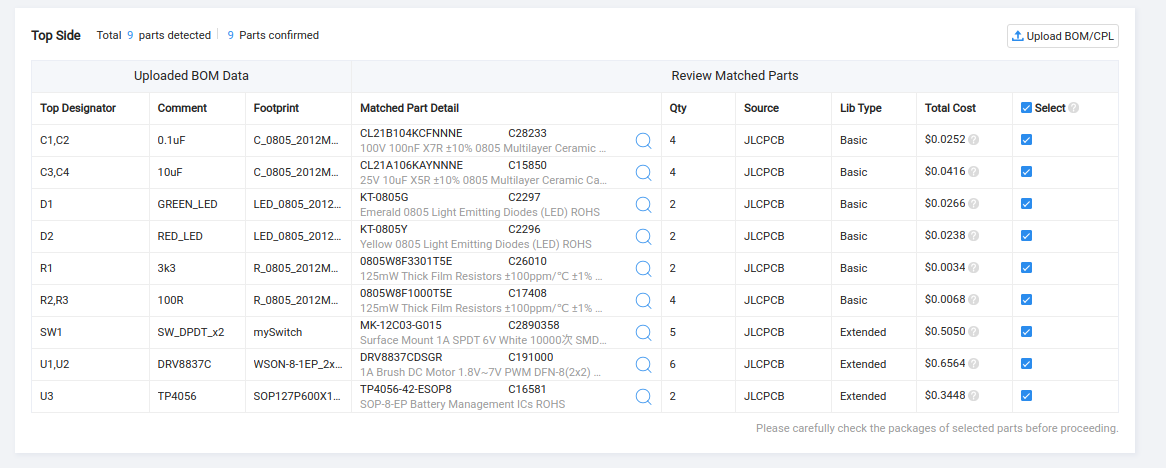 Top Side Total 9 parts detected 9 Parts confirmed Upload BOM/CPL
Uploaded BOM Data Review Matched Parts
Top Designator Comment Footprint Matched Part Detail Qty Source Lib Type Total Cost Select ?
C1,C2 0.1uF C_0805_2012M... CL21B104KCFNNNE C28233 4 JLCPCB Basic $0.0252 ?
100V 100nF X7R ±10% 0805 Multilayer Ceramic ...
C3,C4 10uF C_0805_2012M... CL21A106KAYNNNE C15850 4 JLCPCB Basic $0.0416 ?
25V 10uF X5R ±10% 0805 Multilayer Ceramic Ca...
D1 GREEN_LED LED_0805_2012... KT-0805G C2297 2 JLCPCB Basic $0.0266 ?
Emerald 0805 Light Emitting Diodes (LED) ROHS
D2 RED_LED LED_0805_2012... KT-0805Y C2296 2 JLCPCB Basic $0.0238 ?
Yellow 0805 Light Emitting Diodes (LED) ROHS
R1 3k3 R_0805_2012M... 0805W8F3301T5E C26010 2 JLCPCB Basic $0.0034 ?
125mW Thick Film Resistors ±100ppm/℃ ±1% ...
R2,R3 100R R_0805_2012M... 0805W8F1000T5E C17408 4 JLCPCB Basic $0.0068 ?
125mW Thick Film Resistors ±100ppm/℃ ±1% ...
SW1 SW_DPDT_x2 mySwitch MK-12C03-G015 C2890358 5 JLCPCB Extended $0.5050 ?
Surface Mount 1A SPDT 6V White 10000次 SMD...
U1,U2 DRV8837C WSON-8-1EP_2x... DRV8837CDSGR C191000 6 JLCPCB Extended $0.6564 ?
1A Brush DC Motor 1.8V~7V PWM DFN-8(2x2) ...
U3 TP4056 SOP127P600X1... TP4056-42-ESOP8 C16581 2 JLCPCB Extended $0.3448 ?
SOP-8-EP Battery Management ICs ROHS
Please carefully check the packages of selected parts before proceeding.